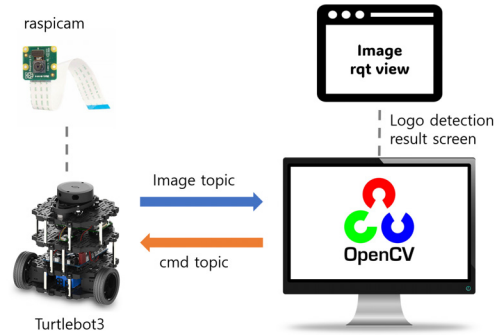 raspicam
Image
rqt view
Logo detection
result screen
Image topic
cmd topic
OpenCV
Turtlebot3